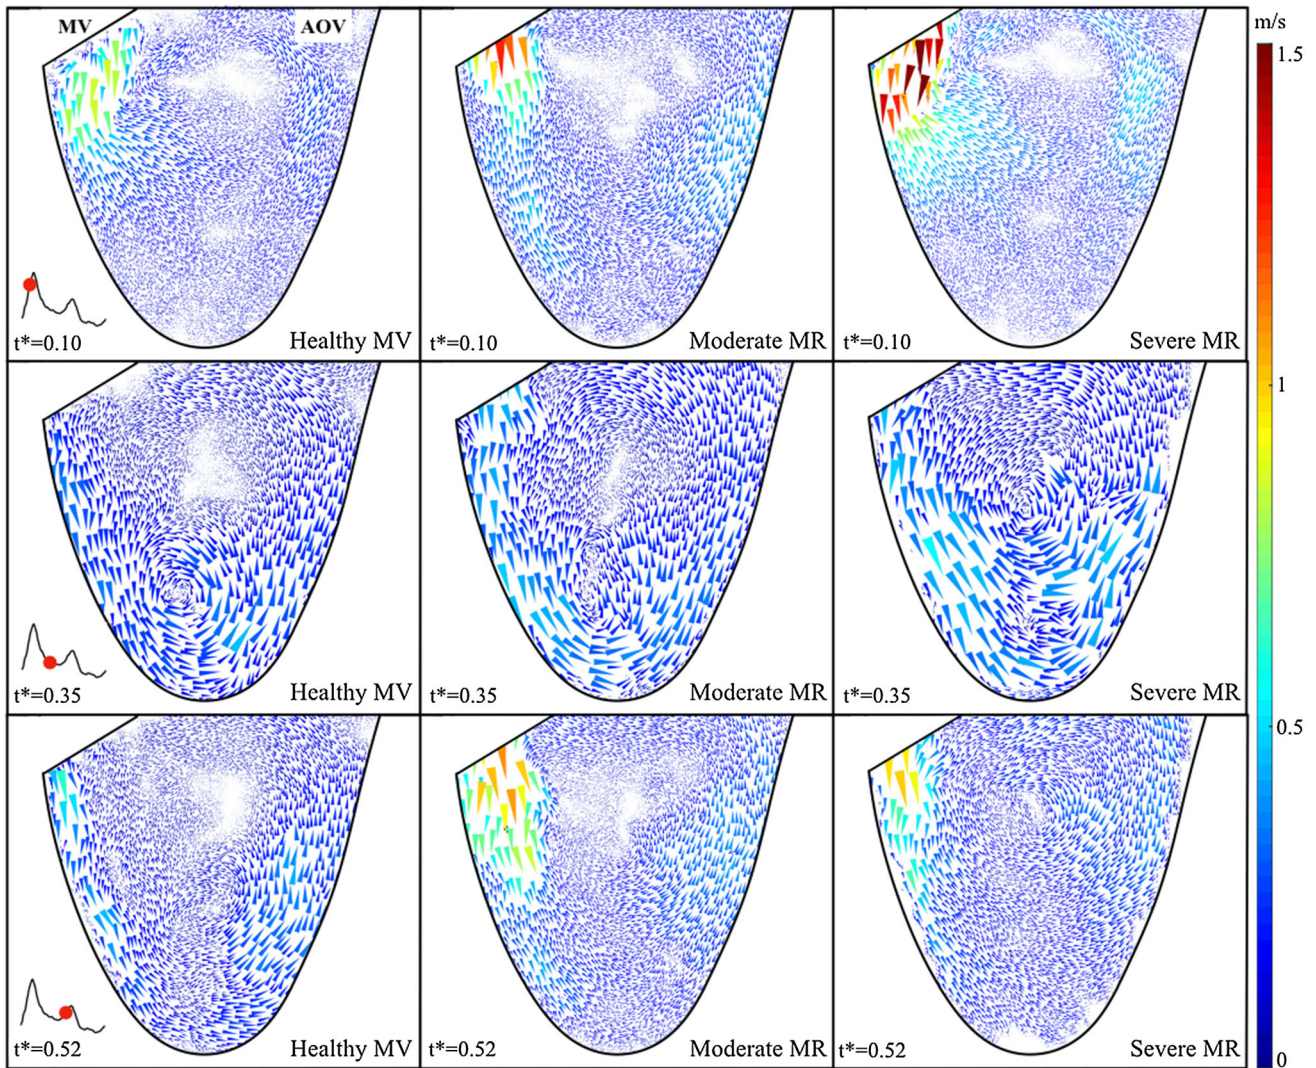 MV AOV
m/s
1.5
t*=0.10 Healthy MV
t*=0.10 Moderate MR
t*=0.10 Severe MR
1
t*=0.35 Healthy MV
t*=0.35 Moderate MR
t*=0.35 Severe MR
0.5
t*=0.52 Healthy MV
t*=0.52 Moderate MR
t*=0.52 Severe MR
0